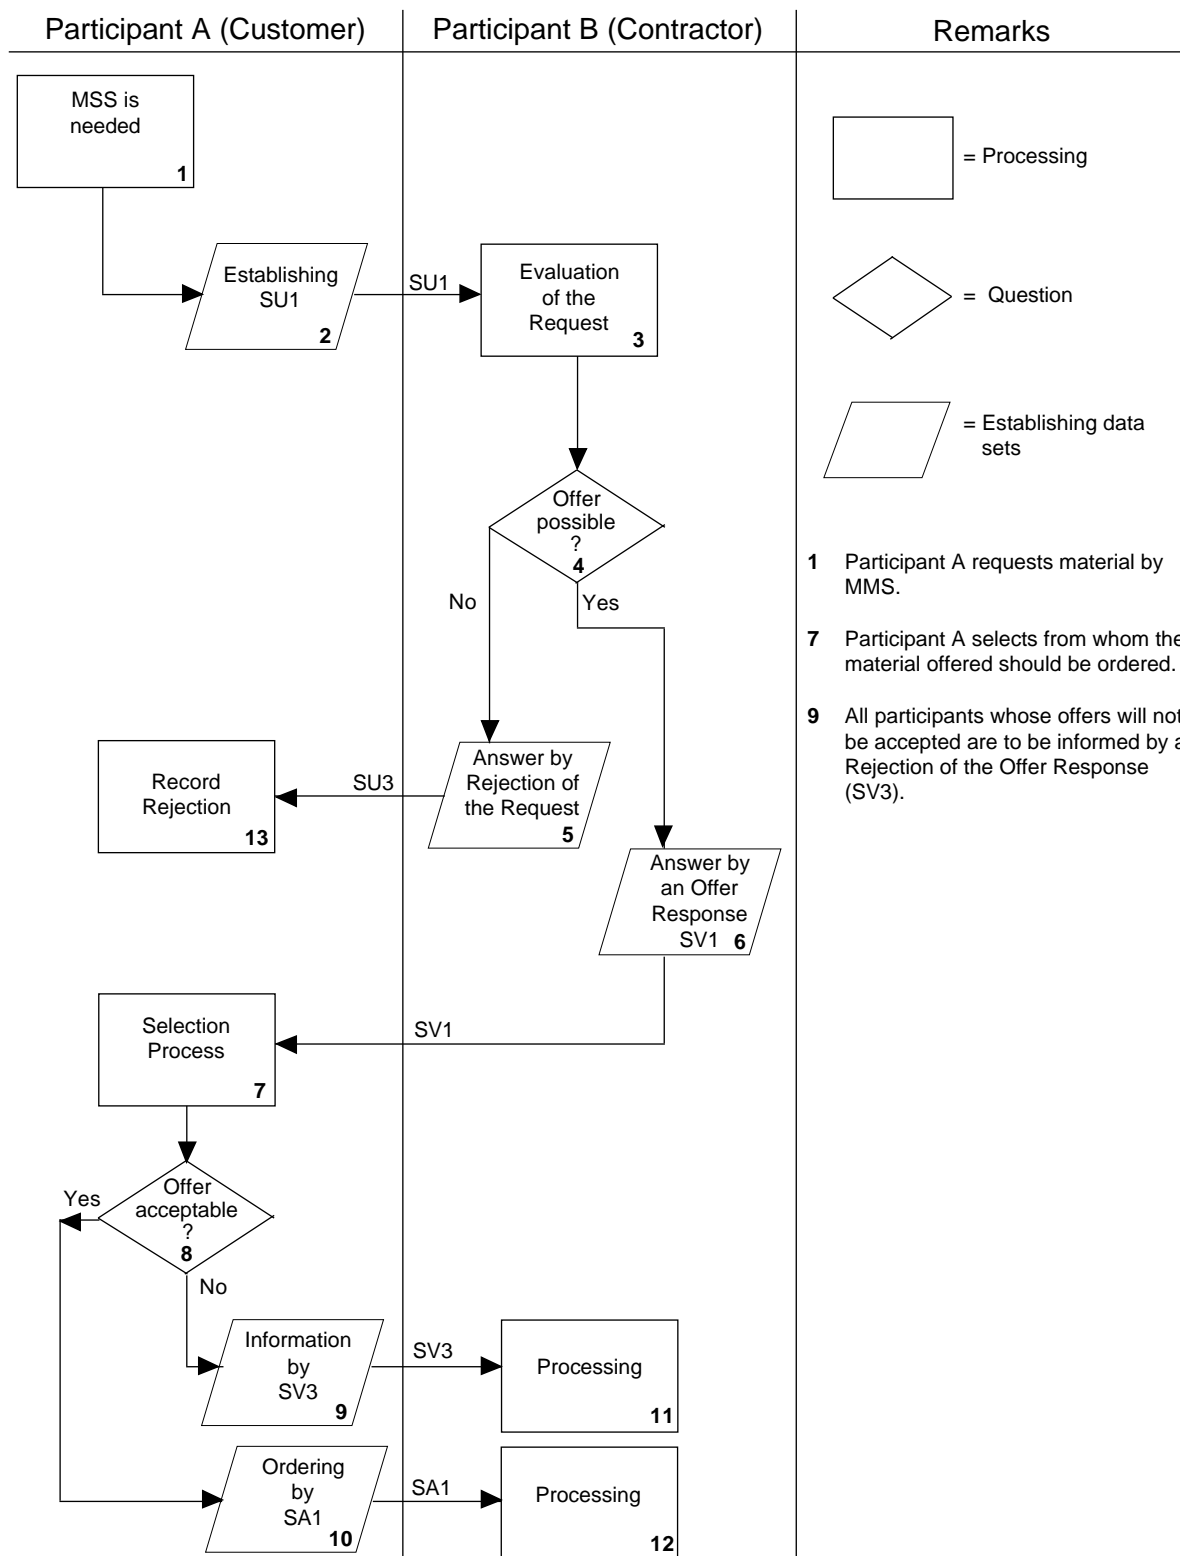 Participant A (Customer)
Participant B (Contractor)
Remarks
MSS is
needed
1
= Processing
Establishing
SU1
2
SU1
Evaluation
of the
Request
3
= Question
= Establishing data
sets
Offer
possible
?
4
No
Yes
1 Participant A requests material by
MMS.
7 Participant A selects from whom the
material offered should be ordered.
9 All participants whose offers will not
be accepted are to be informed by a
Rejection of the Offer Response
(SV3).
Record
Rejection
13
SU3
Answer by
Rejection of
the Request
5
Answer by
an Offer
Response
SV1 6
Selection
Process
7
SV1
Yes
Offer
acceptable
?
8
No
Information
by
SV3
9
SV3
Processing
11
Ordering
by
SA1
10
SA1
Processing
12